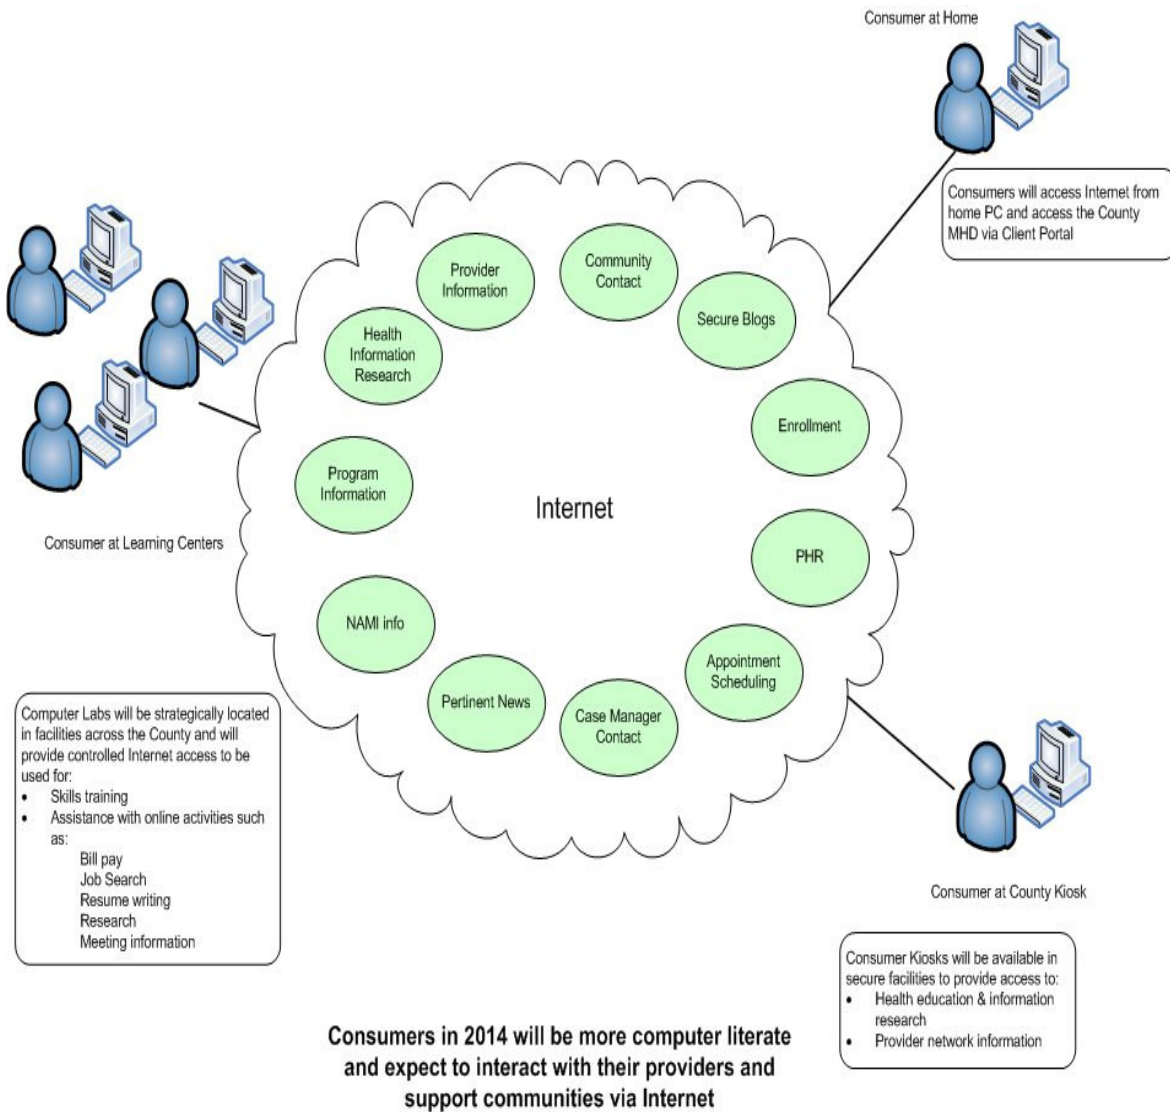 Consumer at Home
Consumers will access Internet from
home PC and access the County
MHD via Client Portal
Community
Contact
Provider
Information
Secure Blogs
Health
Information
Research
Enrollment
Program
Information
Internet
Consumer at Learning Centers
PHR
NAMI info
Appointment
Scheduling
Pertinent News
Case Manager
Contact
Computer Labs will be strategically located
in facilities across the County and will
provide controlled Internet access to be
used for:
• Skills training
• Assistance with online activities such
as:
Bill pay
Job Search
Resume writing
Research
Meeting information
Consumer at County Kiosk
Consumer Kiosks will be available in
secure facilities to provide access to:
• Health education & information
research
• Provider network information
Consumers in 2014 will be more computer literate
and expect to interact with their providers and
support communities via Internet